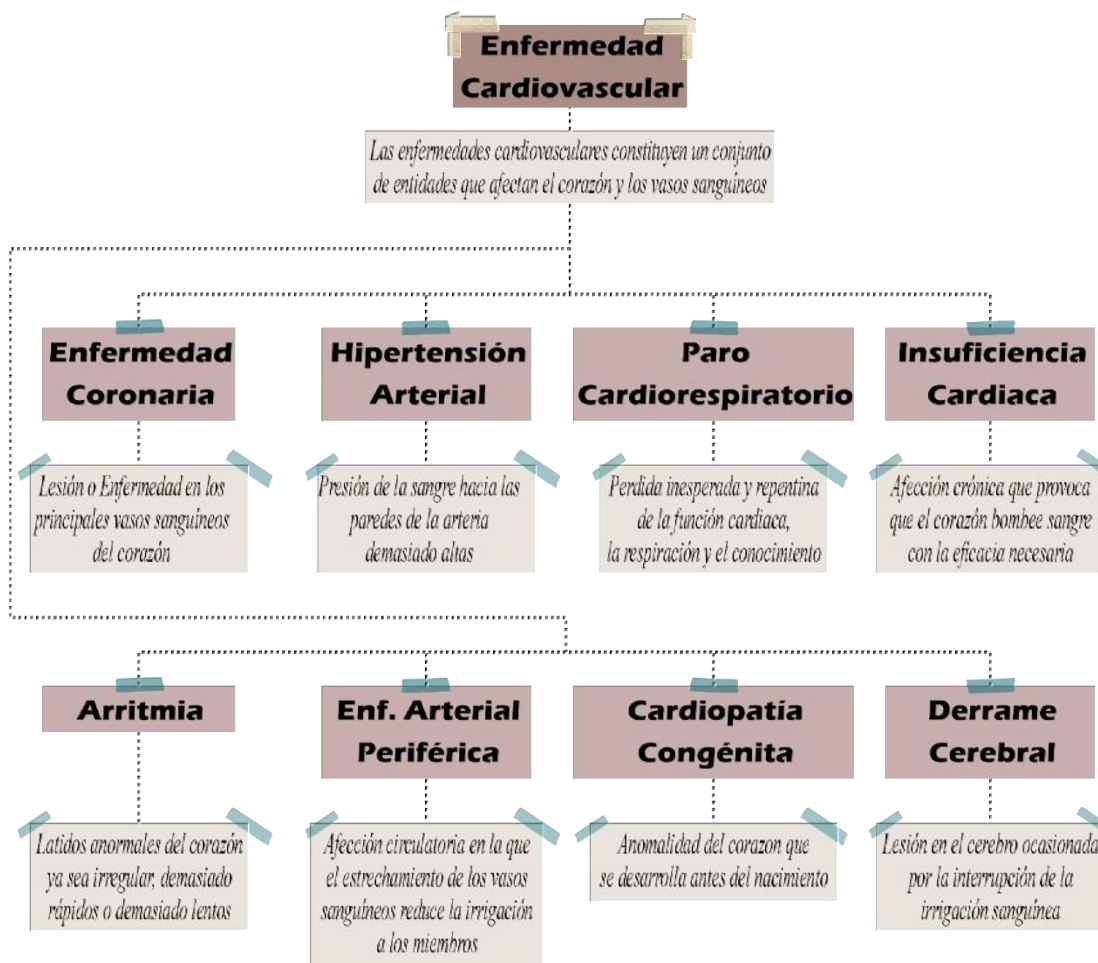 Enfermedad
Cardiovascular
Las enfermedades cardiovasculares constituyen un conjunto
de entidades que afectan el corazón y los vasos sanguíneos
Enfermedad
Coronaria
Lesión o Enfermedad en los
principales vasos sanguíneos
del corazón
Hipertensión
Arterial
Presión de la sangre hacia las
paredes de la arteria
demasiado altas
Paro
Cardiorespiratorio
Perdida inesperada y repentina
de la función cardiaca,
la respiración y el conocimiento
Insuficiencia
Cardiaca
Afección crónica que provoca
que el corazón bombee sangre
con la eficacia necesaria
Arritmia
Latidos anormales del corazón
ya sea irregular, demasiado
rápidos o demasiado lentos
Enf. Arterial
Periférica
Afección circulatoria en la que
el estrechamiento de los vasos
sanguíneos reduce la irrigación
a los miembros
Cardiopatía
Congénita
Anomalidad del corazon que
se desarrolla antes del nacimiento
Derrame
Cerebral
Lesión en el cerebro ocasionada
por la interrupción de la
irrigación sanguínea